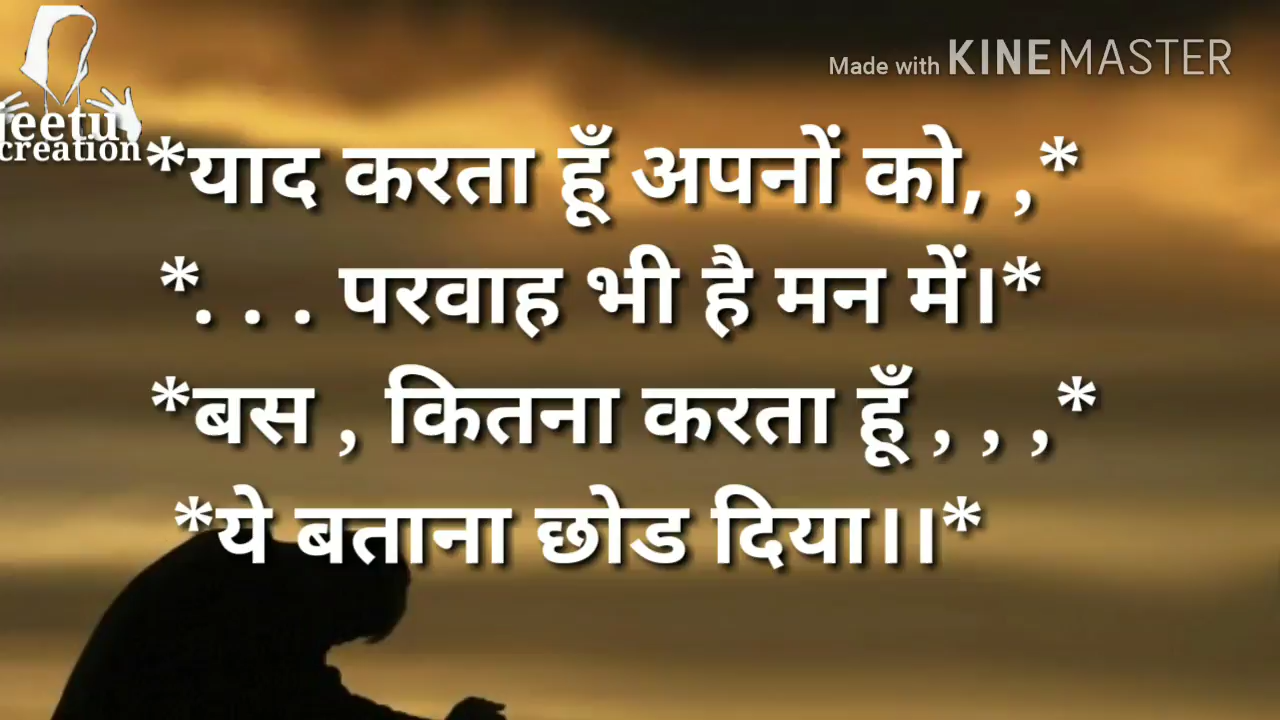 Made with KINEMASTER
jeetu
creation
*याद करता हूँ अपनों को, ,*
*. . . परवाह भी है मन में।*
*बस , कितना करता हूँ , , ,*
*ये बताना छोड दिया।।*